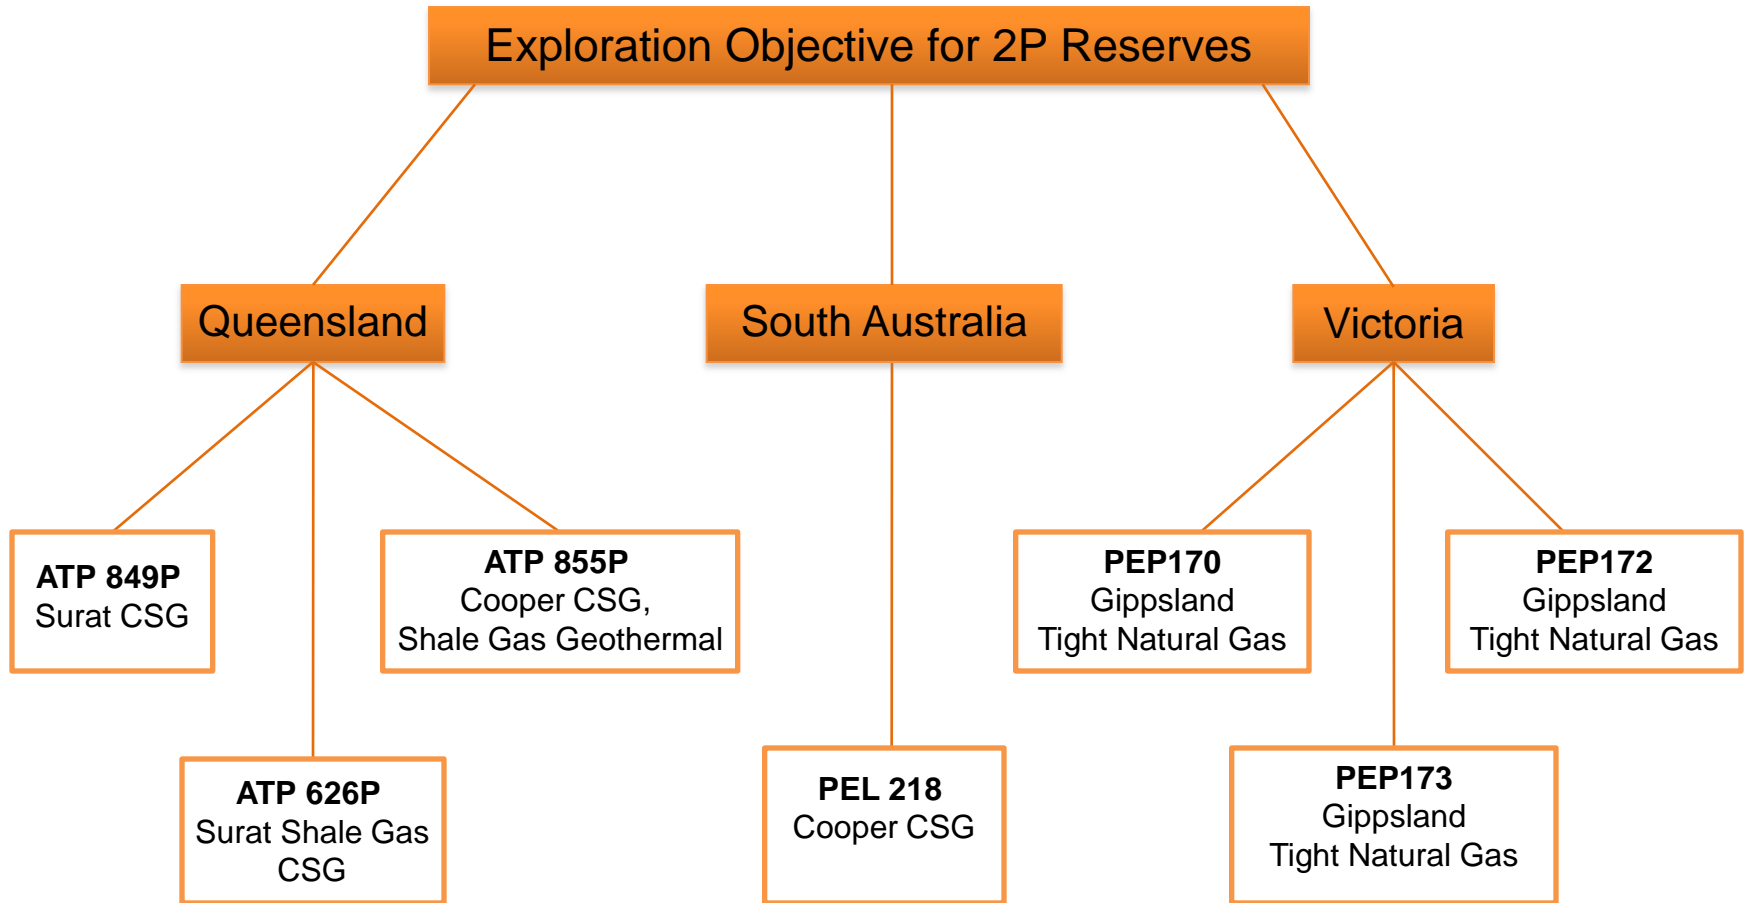 Exploration Objective for 2P Reserves
Queensland
South Australia
Victoria
ATP 849P
Surat CSG
ATP 855P
Cooper CSG,
Shale Gas Geothermal
PEP170
Gippsland
Tight Natural Gas
PEP172
Gippsland
Tight Natural Gas
ATP 626P
Surat Shale Gas
CSG
PEL 218
Cooper CSG
PEP173
Gippsland
Tight Natural Gas